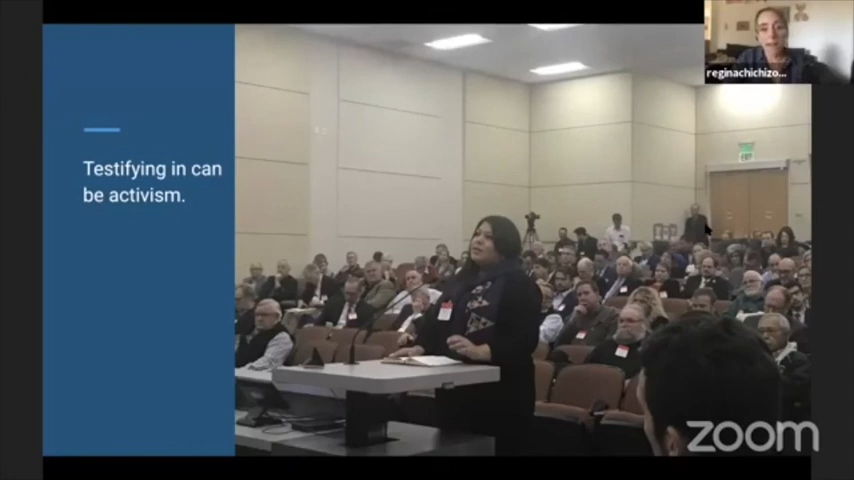 reginachichizo...
Testifying in can
be activism.
EXIT
zoom